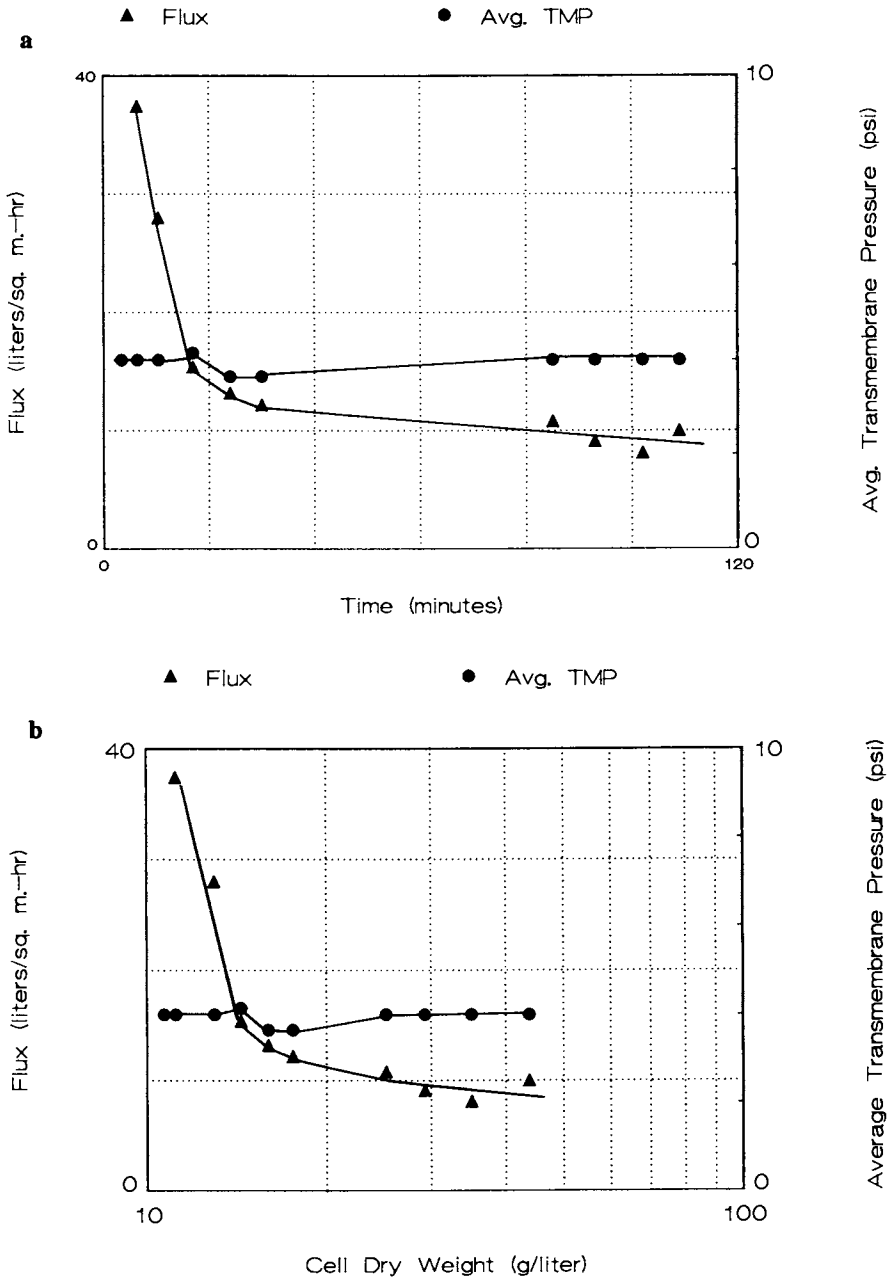 ▲ Flux ● Avg. TMP
a
40
10
Flux (liters/sq. m.-hr)
Avg. Transmembrane Pressure (psi)
0
0
0
120
Time (minutes)
▲ Flux ● Avg. TMP
b
40
10
Flux (liters/sq. m.-hr)
Average Transmembrane Pressure (psi)
0
0
10
100
Cell Dry Weight (g/liter)